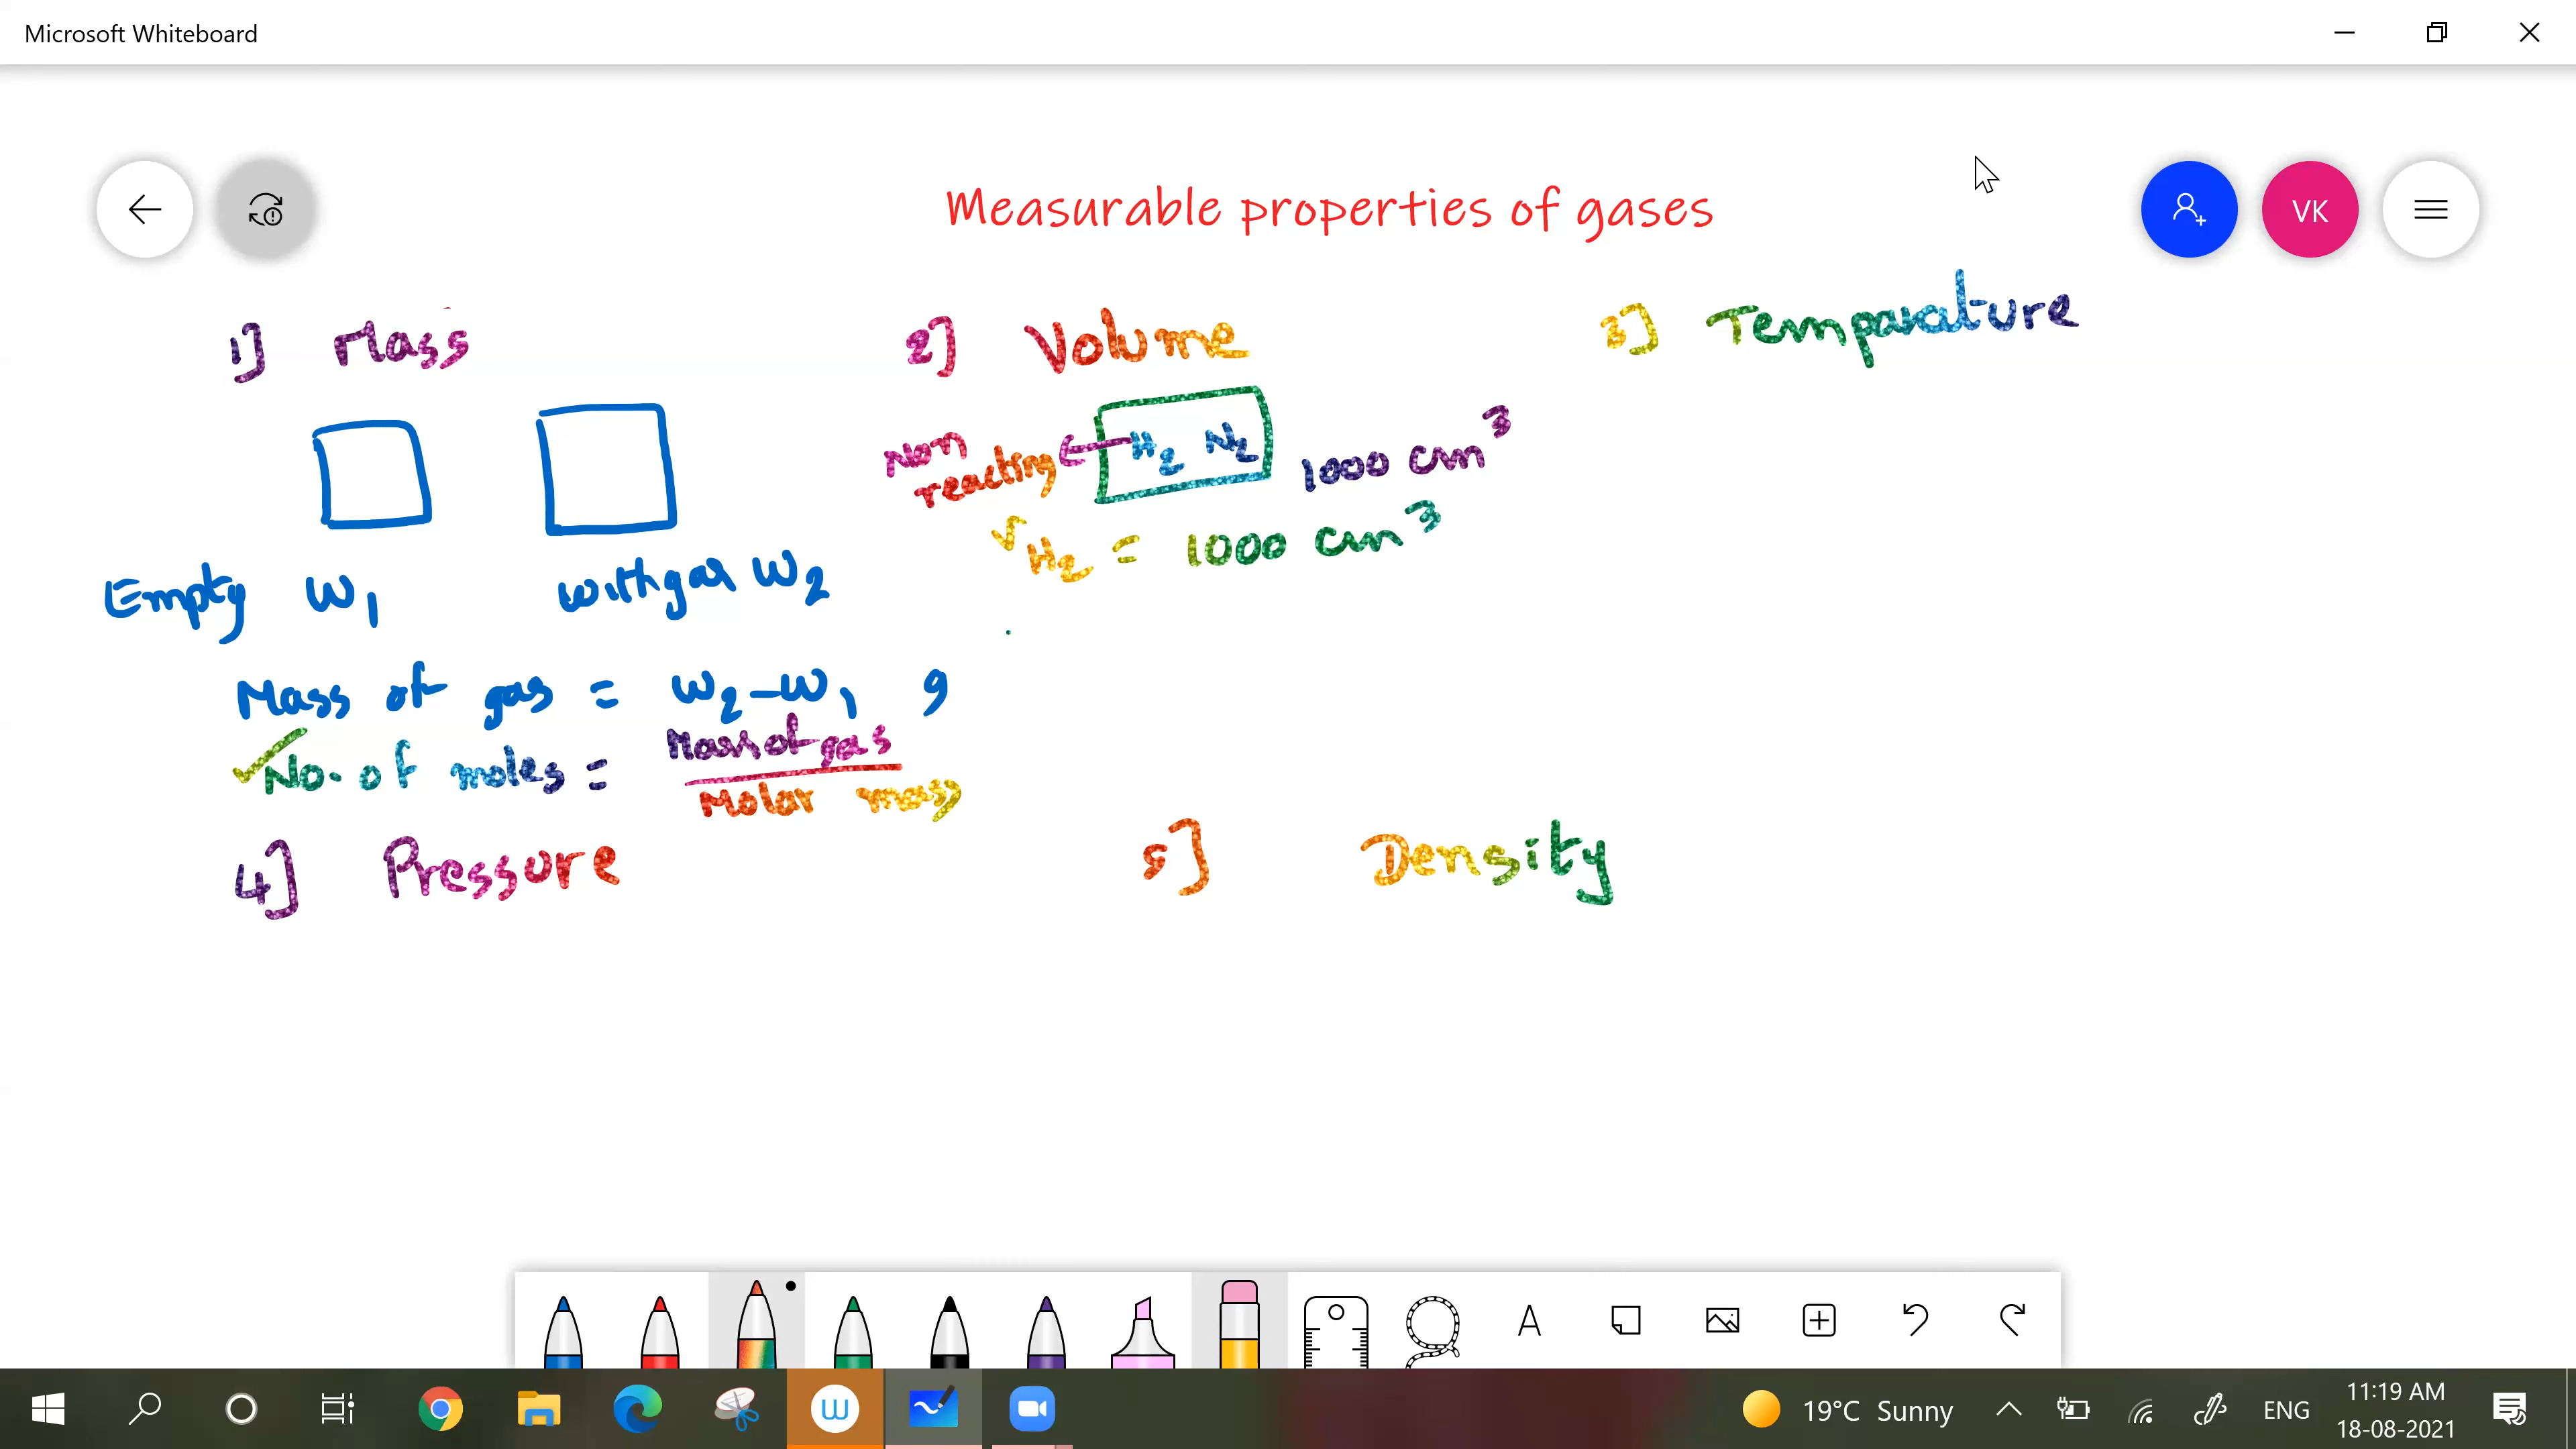 Microsoft Whiteboard
Measurable properties of gases
VK
1] Mass
2] Volume
3] Temparature
Non reacting
H2 N2
1000 cm3
VH2 = 1000 cm3
Empty W1
with gas W2
Mass of gas = W2-W1 g
No. of moles = Mass of gas
Molar mass
4] Pressure
5] Density
19°C Sunny
ENG
11:19 AM
18-08-2021